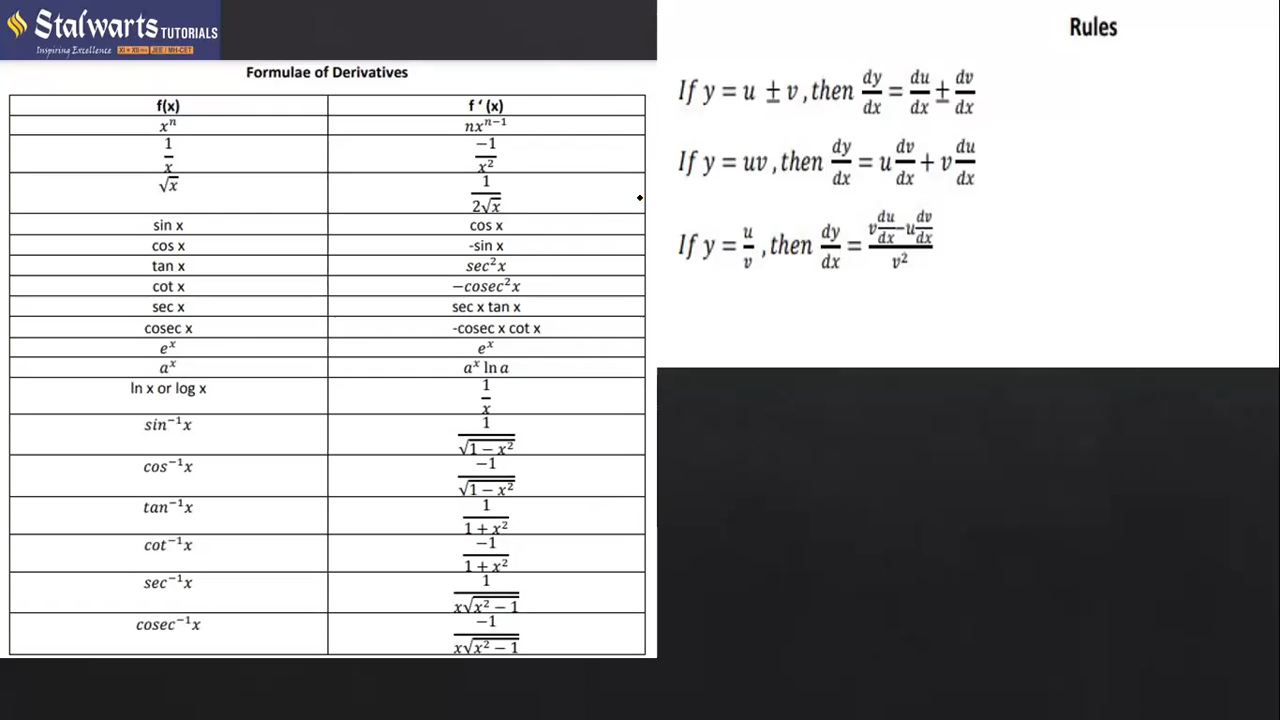 Stalwarts TUTORIALS
Inspiring Excellence XI + XII (Sci) | JEE | MH-CET
Formulae of Derivatives
f(x) f ‘ (x)
xⁿ nxⁿ⁻¹
1/x −1/x²
√x 1/(2√x)
sin x cos x
cos x -sin x
tan x sec²x
cot x −cosec²x
sec x sec x tan x
cosec x -cosec x cot x
eˣ eˣ
aˣ aˣ ln a
ln x or log x 1/x
sin⁻¹x 1/√(1 − x²)
cos⁻¹x −1/√(1 − x²)
tan⁻¹x 1/(1 + x²)
cot⁻¹x −1/(1 + x²)
sec⁻¹x 1/(x√(x² − 1))
cosec⁻¹x −1/(x√(x² − 1))
Rules
If y = u ± v , then dy/dx = du/dx ± dv/dx
If y = uv , then dy/dx = u dv/dx + v du/dx
If y = u/v , then dy/dx = (v du/dx − u dv/dx)/v²